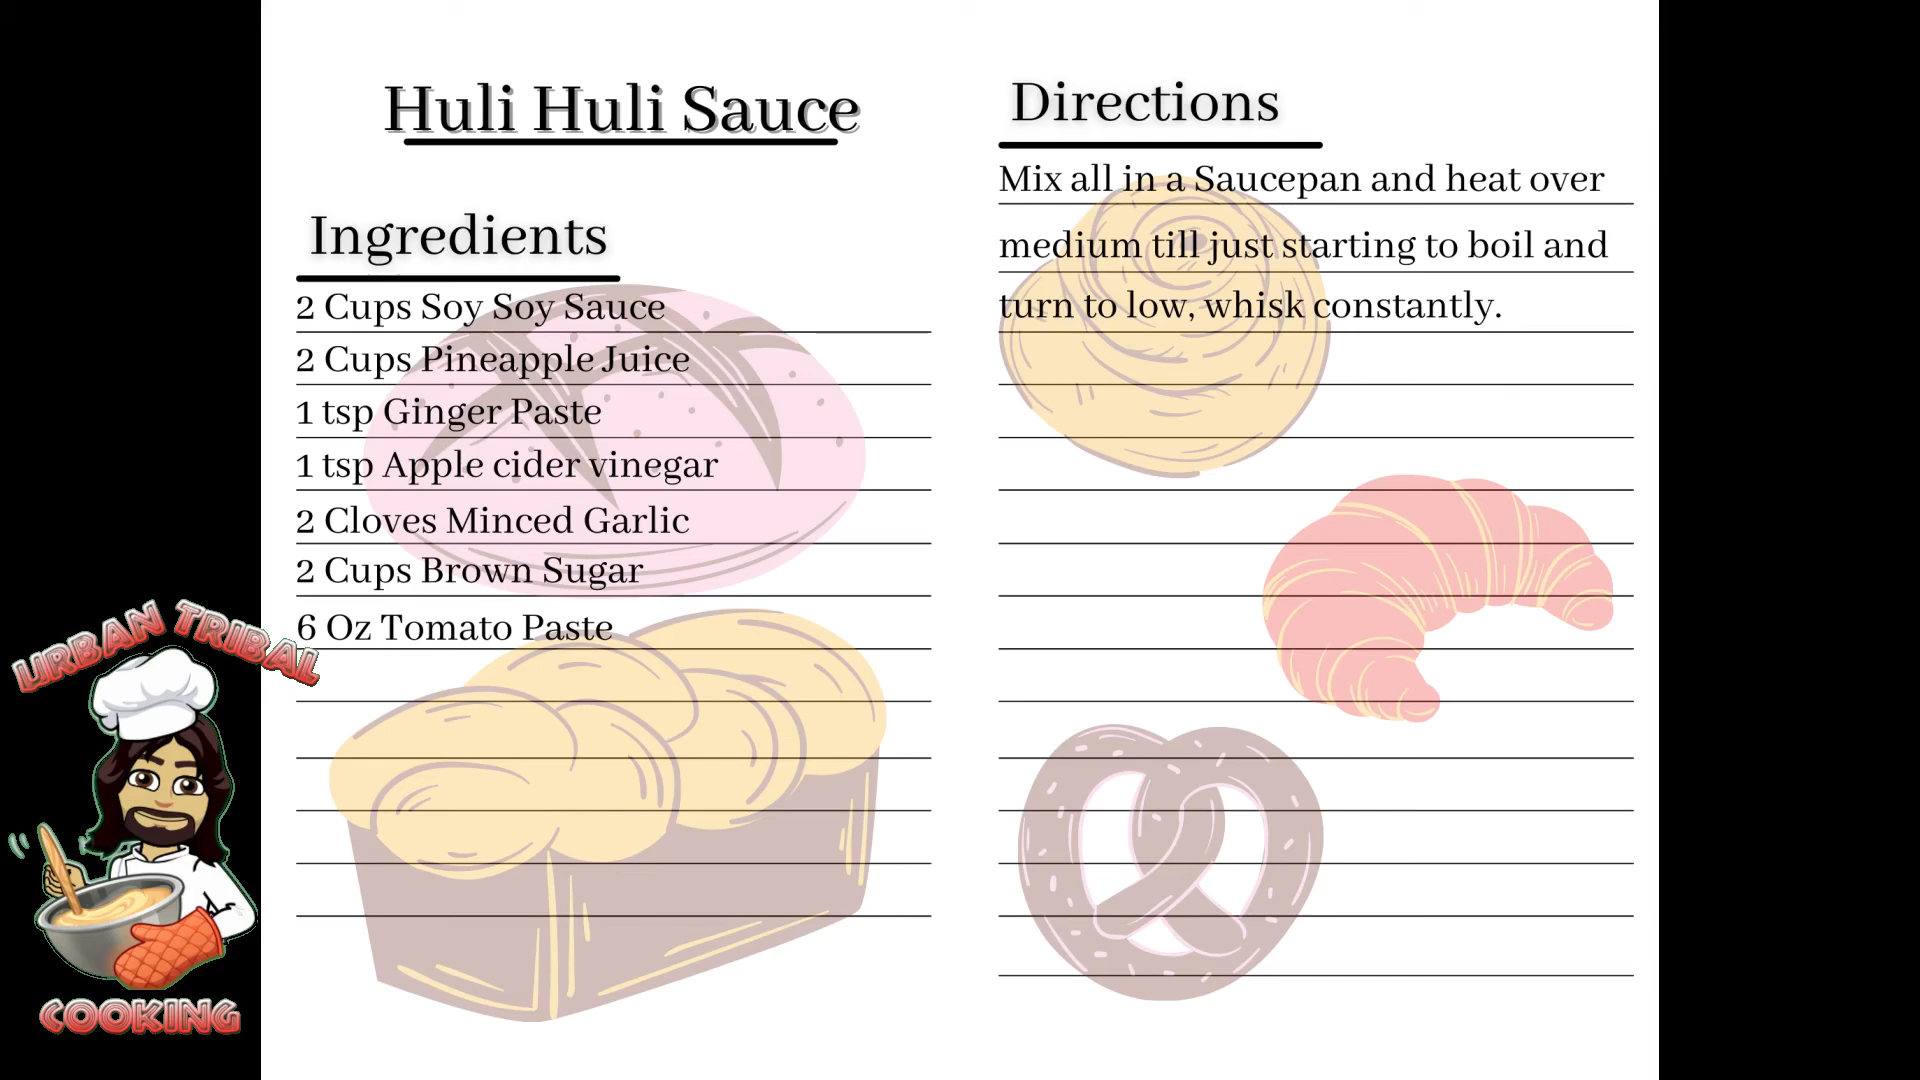 Huli Huli Sauce
Ingredients
2 Cups Soy Soy Sauce
2 Cups Pineapple Juice
1 tsp Ginger Paste
1 tsp Apple cider vinegar
2 Cloves Minced Garlic
2 Cups Brown Sugar
6 Oz Tomato Paste
Directions
Mix all in a Saucepan and heat over
medium till just starting to boil and
turn to low, whisk constantly.
URBAN TRIBAL
COOKING